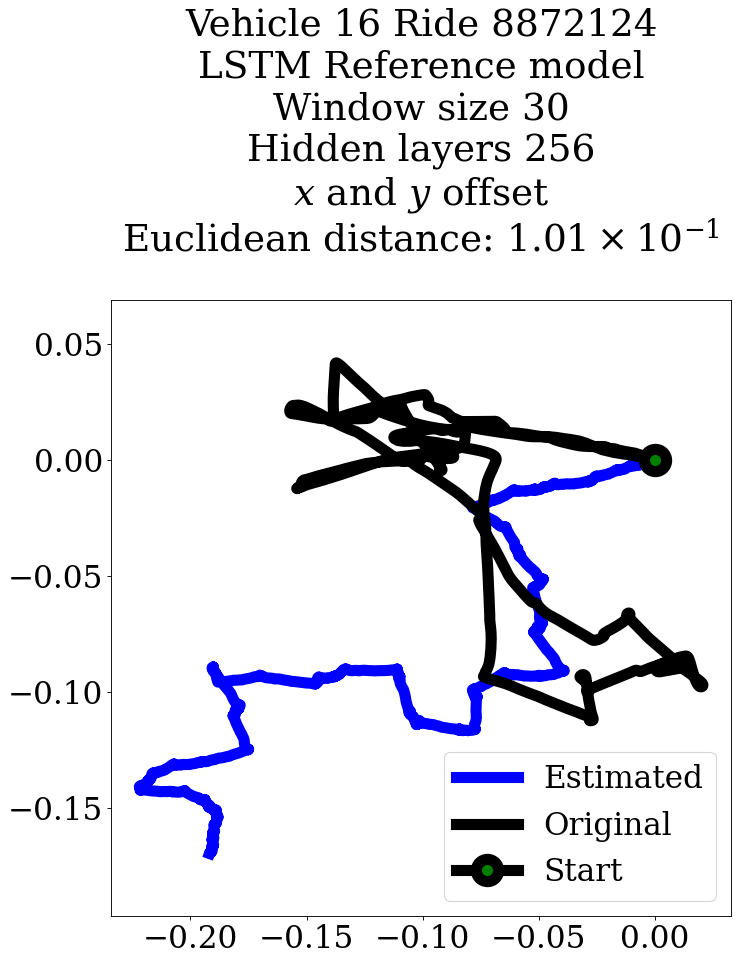 Vehicle 16 Ride 8872124
LSTM Reference model
Window size 30
Hidden layers 256
x and y offset
Euclidean distance: 1.01 × 10⁻¹
0.05
0.00
−0.05
−0.10
−0.15
Estimated
Original
Start
−0.20 −0.15 −0.10 −0.05 0.00